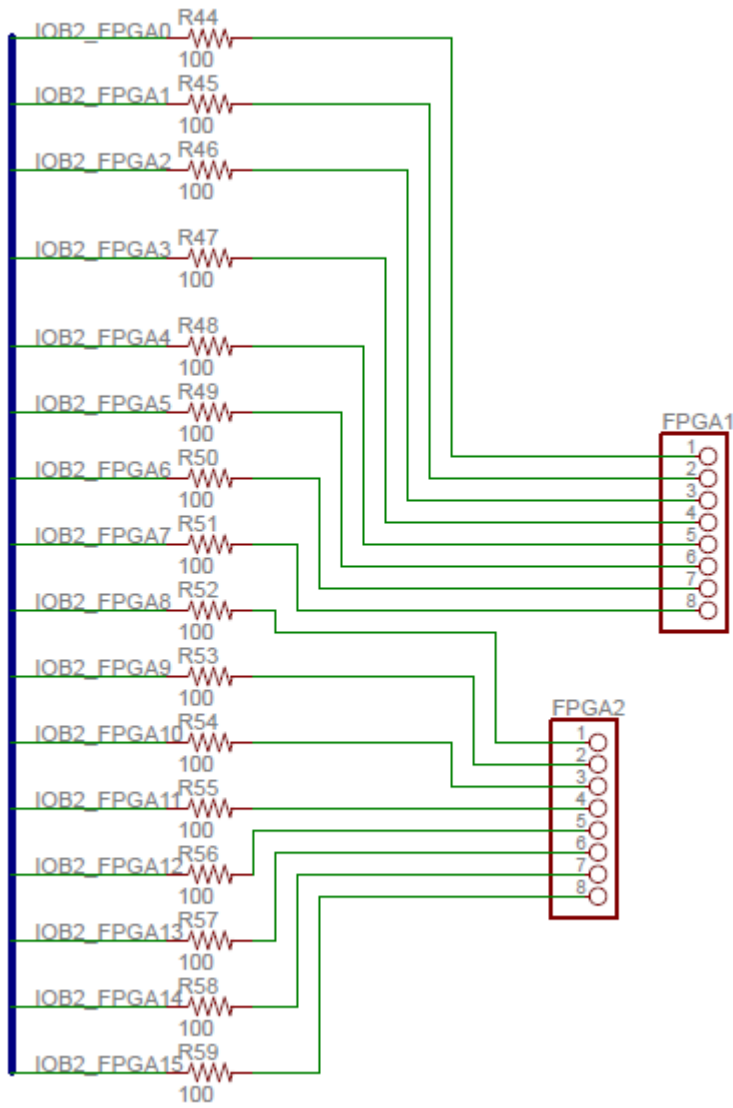 R44
IOB2_FPGA0
100
R45
IOB2_FPGA1
100
R46
IOB2_FPGA2
100
R47
IOB2_FPGA3
100
R48
IOB2_FPGA4
100
R49
IOB2_FPGA5
100
R50
IOB2_FPGA6
100
R51
IOB2_FPGA7
100
R52
IOB2_FPGA8
100
R53
IOB2_FPGA9
100
R54
IOB2_FPGA10
100
R55
IOB2_FPGA11
100
R56
IOB2_FPGA12
100
R57
IOB2_FPGA13
100
R58
IOB2_FPGA14
100
R59
IOB2_FPGA15
100
FPGA1
1
2
3
4
5
6
7
8
FPGA2
1
2
3
4
5
6
7
8